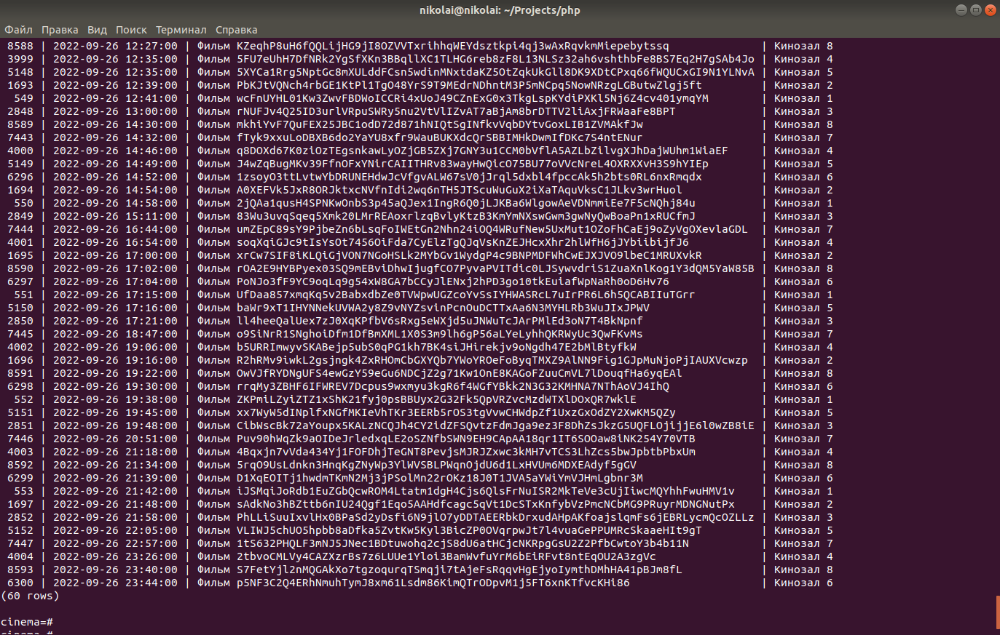 nikolai@nikolai: ~/Projects/php
Файл Правка Вид Поиск Терминал Справка
8588 | 2022-09-26 12:27:00 | Фильм KZeqhP8uH6fQQLijHG9jI8OZVVTxrihhqWEYdsztkpi4qj3wAxRqvkmMiepebytssq | Кинозал 8
3999 | 2022-09-26 12:35:00 | Фильм 5FU7eUhH7DfNRk2YgSfXKn3BBqllXC1TLHG6reb8zF8L13NLSz32ah6vshthbFe8BS7Eq2H7gSAb4Jo | Кинозал 4
5148 | 2022-09-26 12:35:00 | Фильм 5XYCa1Rrg5NptGc8mXULddFCsn5wdinMNxtdaKZ5OtZqkUkGll8DK9XDtCPxq66fWQUCxGI9N1YLNvA | Кинозал 5
1693 | 2022-09-26 12:39:00 | Фильм PbKJtVQNch4rbGE1KtPl1TgO48YrS9T9MEdrNDhntM3P5mNCpq5NowNRzgLGButwZlgj5ft | Кинозал 2
549 | 2022-09-26 12:41:00 | Фильм wcFnUYHL01Kw3ZwvFBDWoICCRi4xUoJ49CZnExG0x3TkgLspKYdiPXKl5Nj6Z4cv401ymqYM | Кинозал 1
2848 | 2022-09-26 13:00:00 | Фильм rNUFJv4Q25ID3urlVRpuSWRy5nu2VtVlIZvAT7aBjAm8brDTTV2liAxjFRWaaFe8BPT | Кинозал 3
8589 | 2022-09-26 14:30:00 | Фильм mkhiYvF7QuFEX25JBC1odD72d871hNIQtSgINfkvVqbDYtvGoxLIB1ZVMAkfJw | Кинозал 8
7443 | 2022-09-26 14:32:00 | Фильм fTyk9xxuLoDBXB6do2YaYU8xfr9WauBUKXdcQrSBBIMHkDwmIfDKc7S4ntENur | Кинозал 7
4000 | 2022-09-26 14:46:00 | Фильм q8DOXd67K0ziOzTEgsnkawLyOZjGB5ZXj7GNY3u1CCM0bVflA5AZLbZilvgXJhDajWUhm1WiaEF | Кинозал 4
5149 | 2022-09-26 14:49:00 | Фильм J4wZqBugMKv39FfnOFxYNirCAIITHRv83wayHwQicO75BU77oVVcNreL4OXRXXvH3S9hYIEp | Кинозал 5
6296 | 2022-09-26 14:52:00 | Фильм 1zsoyO3ttLvtwYbDRUNEHdwJcVfgvALW67sV0jJrql5dxbl4fpccAk5h2bts0RL6nxRmqdx | Кинозал 6
1694 | 2022-09-26 14:54:00 | Фильм A0XEFVk5JxR8ORJktxcNVfnIdi2wq6nTH5JTScuWuGuX2iXaTAquVksC1JLkv3wrHuol | Кинозал 2
550 | 2022-09-26 14:58:00 | Фильм 2jQAa1qusH4SPNKwOnbS3p45aQJex1IngR6Q0jLJKBa6WlgowAeVDNmmiEe7F5cNQhj84u | Кинозал 1
2849 | 2022-09-26 15:11:00 | Фильм 83Wu3uvqSqeq5Xmk20LMrREAoxrlzqBvlyKtzB3KmYmNXswGwm3gwNyQwBoaPn1xRUCfmJ | Кинозал 3
7444 | 2022-09-26 16:44:00 | Фильм umZEpC89sY9PjbeZn6bLsqFoIWEtGn2Nhn24iOQ4WRufNew5UxMut1OZoFhCaEj9oZyVgOXevlaGDL | Кинозал 7
4001 | 2022-09-26 16:54:00 | Фильм soqXqiGJc9tIsYsOt7456OiFda7CyElzTgQJqVsKnZEJHcxXhr2hlWfH6jJYbiibijfJ6 | Кинозал 4
1695 | 2022-09-26 17:00:00 | Фильм xrCw7SIF8iKLQiGjVON7NGoHSLk2MYbGv1WydgP4c9BNPMDFWhCwEJXJVO9lbeC1MRUXvkR | Кинозал 2
8590 | 2022-09-26 17:02:00 | Фильм rOA2E9HYBPyex03SQ9mEBviDhwIjugfCO7PyvaPVITdic0LJSywvdriS1ZuaXnlKog1Y3dQM5YaW85B | Кинозал 8
6297 | 2022-09-26 17:04:00 | Фильм PoNJo3fF9YC9oqLq9g54xW8GA7bCCyJlENxj2hPD3go10tkEuiafWpNaRh0oD6Hv76 | Кинозал 6
551 | 2022-09-26 17:15:00 | Фильм UfDaa857xmqKq5v2BabxdbZe0TVWpwUGZcoYvSsIYHWASRcL7uIrPR6L6h5QCABIIuTGrr | Кинозал 1
5150 | 2022-09-26 17:16:00 | Фильм baWr9xT1IHYNNekUVWA2y8Z9vNYZsvinPcnOuDCTTxAa6N3MYHLRb3WuJIxJPWV | Кинозал 5
2850 | 2022-09-26 17:21:00 | Фильм ll4heeQalUex7zJ0XqKPfbV6sRxg5eWXjd5uJNWuTcJArPMlEd3oN7T4BkNpnf | Кинозал 3
7445 | 2022-09-26 18:47:00 | Фильм o9SiNrR1SNghoiDfm1DfBmXML1X0S3m9lh6gP56aLYeLyhhQKRWyUc3QwFKvMs | Кинозал 7
4002 | 2022-09-26 19:06:00 | Фильм b5URRImwyvSKABejp5ubS0qPG1kh7BK4siJHirekjv9oNgdh47E2bMlBtyfkW | Кинозал 4
1696 | 2022-09-26 19:16:00 | Фильм R2hRMv9iwkL2gsjngk4ZxRHOmCbGXYQb7YWoYROeFoByqTMXZ9AlNN9Fig1GJpMuNjoPjIAUXVcwzp | Кинозал 2
8591 | 2022-09-26 19:22:00 | Фильм OwVJfRYDNgUFS4ewGzY59eGu6NDCjZ2g71Kw1OnE8KAGoFZuuCmVL7lDouqfHa6yqEAl | Кинозал 8
6298 | 2022-09-26 19:30:00 | Фильм rrqMy3ZBHF6IFWREV7Dcpus9wxmyu3kgR6f4WGfYBkk2N3G32KMHNA7NThAoVJ4IhQ | Кинозал 6
552 | 2022-09-26 19:38:00 | Фильм ZKPmiLZyiZTZ1xShK21fyj0psBBUyx2G32Fk5QpVRZvcMzdWTXlDOxQR7wklE | Кинозал 1
5151 | 2022-09-26 19:45:00 | Фильм xx7WyW5dINplfxNGfMKIeVhTKr3EERb5rOS3tgVvwCHWdpZf1UxzGxOdZY2XwKM5QZy | Кинозал 5
2851 | 2022-09-26 19:48:00 | Фильм CibWscBk72aYoupx5KALzNCQJh4CY2idZFSQvtzFdmJga9ez3F8DhZsJkzG5UQFLOjijjE6l0wZB8iE | Кинозал 3
7446 | 2022-09-26 20:51:00 | Фильм Puv90hWqZk9aOIDeJrledxqLE2oSZNfbSWN9EH9CApAA18qr1IT6SOOaw8iNK254Y70VTB | Кинозал 7
4003 | 2022-09-26 21:18:00 | Фильм 4Bqxjn7vVda434Yj1FOFDhjTeGNT8PevjsMJRJZxwc3kMH7vTCS3LhZcs5bwJpbtbPbxUm | Кинозал 4
8592 | 2022-09-26 21:34:00 | Фильм 5rqO9UsLdnkn3HnqKgZNyWp3YlWVSBLPWqnOjdU6d1LxHVUm6MDXEAdyf5gGV | Кинозал 8
6299 | 2022-09-26 21:39:00 | Фильм D1XqEOITj1hwdmTKmN2Mj3jPSolMn22rOKz18J0T1JVA5aYWiYmVJHmLgbnr3M | Кинозал 6
553 | 2022-09-26 21:42:00 | Фильм iJSMqiJoRdb1EuZGbQcwROM4Ltatm1dgH4Cjs6QlsFrNuISR2MkTeVe3cUjIiwcMQYhhFwuHMV1v | Кинозал 1
1697 | 2022-09-26 21:48:00 | Фильм sAdkNo3hBZttb6nIU24Qgf1Eqo5AAHdfcagc5qVt1DcSTxKnfybVzPmcNCbMG9PRuyrMDNGNutPx | Кинозал 2
2852 | 2022-09-26 21:58:00 | Фильм PhLLiSuuIxvlHx0BPaSd2yDsfi6N9jlO7yDDTAEERbkDrxudAHpAKfoajslqmFs6jEBRLycmQcOZLLz | Кинозал 3
5152 | 2022-09-26 22:05:00 | Фильм VLIWJ5chUO5hpbb8aDfka5ZvtKw5Kyl3BicZP0OVqrpwJt7l4vuaGePPUMRcSkaaeHIt9gT | Кинозал 5
7447 | 2022-09-26 22:57:00 | Фильм 1tS632PHQLF3mNJ5JNec1BDtuwohq2cjS8dU6atHCjcNKRpgGsU2Z2PfbCwtoY3b4b11N | Кинозал 7
4004 | 2022-09-26 23:26:00 | Фильм 2tbvoCMLVy4CAZXzrBs7z6LUUe1Yloi3BamWvfuYrM6bEiRFvt8ntEqOU2A3zgVc | Кинозал 4
8593 | 2022-09-26 23:40:00 | Фильм S7FetYjl2nMQGAkXo7tgzoqurqTSmqji7tAjeFsRqqvHgEjyoIymthDMhHA41pBJm8fL | Кинозал 8
6300 | 2022-09-26 23:44:00 | Фильм p5NF3C2Q4ERhNmuhTymJ8xm61Lsdm86KimQTrODpvM1j5FT6xnKTfvcKHi86 | Кинозал 6
(60 rows)
cinema=#
cinema=#